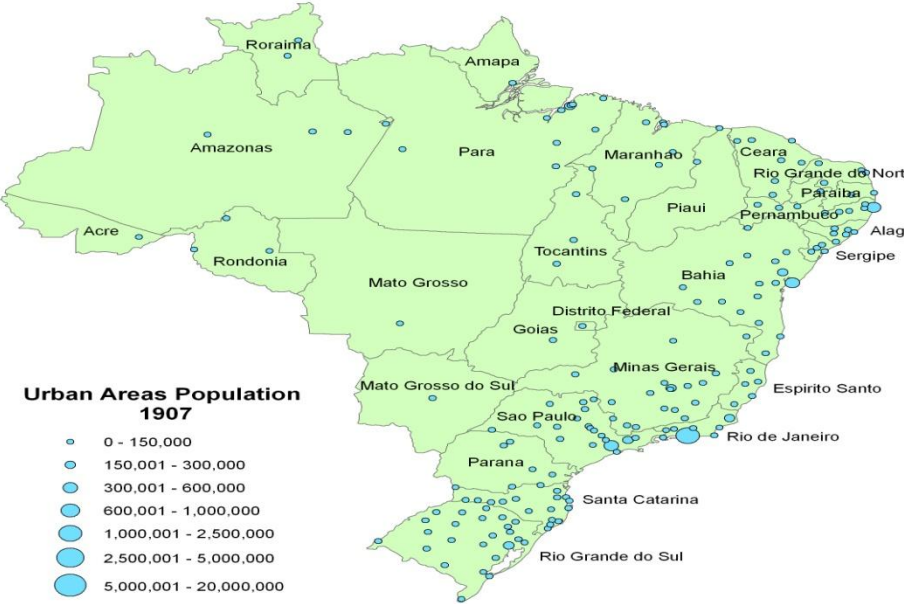 Roraima
Amapa
Amazonas
Para
Maranhao
Ceara
Rio Grande do Nort
Paraiba
Piaui
Pernambuco
Acre
Alag
Rondonia
Tocantins
Sergipe
Bahia
Mato Grosso
Distrito Federal
Goias
Minas Gerais
Mato Grosso do Sul
Espirito Santo
Sao Paulo
Rio de Janeiro
Parana
Santa Catarina
Rio Grande do Sul
Urban Areas Population
1907
0 - 150,000
150,001 - 300,000
300,001 - 600,000
600,001 - 1,000,000
1,000,001 - 2,500,000
2,500,001 - 5,000,000
5,000,001 - 20,000,000